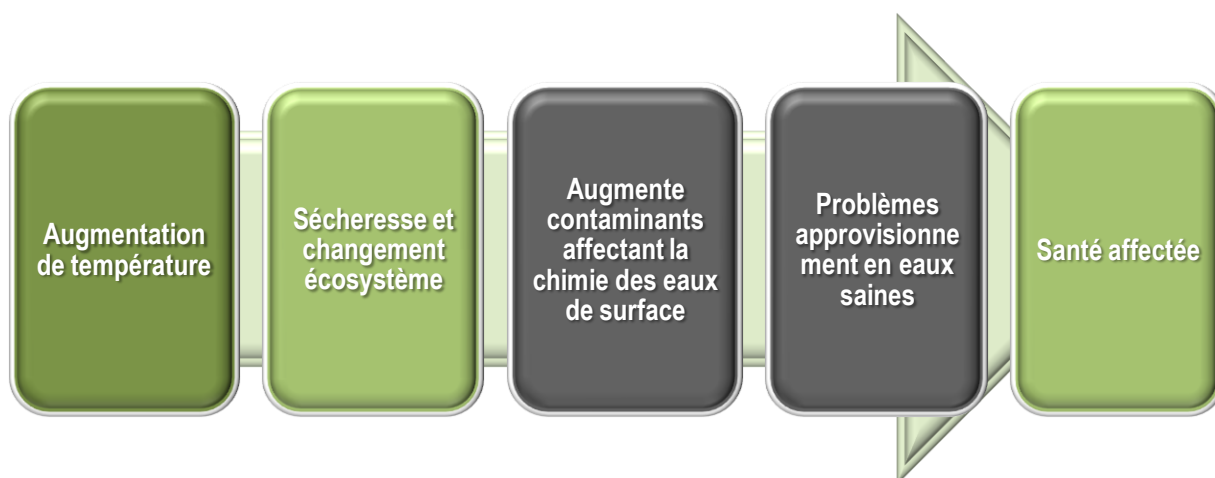 Augmentation
de température
Sécheresse et
changement
écosystème
Augmente
contaminants
affectant la
chimie des eaux
de surface
Problèmes
approvisionne
ment en eaux
saines
Santé affectée